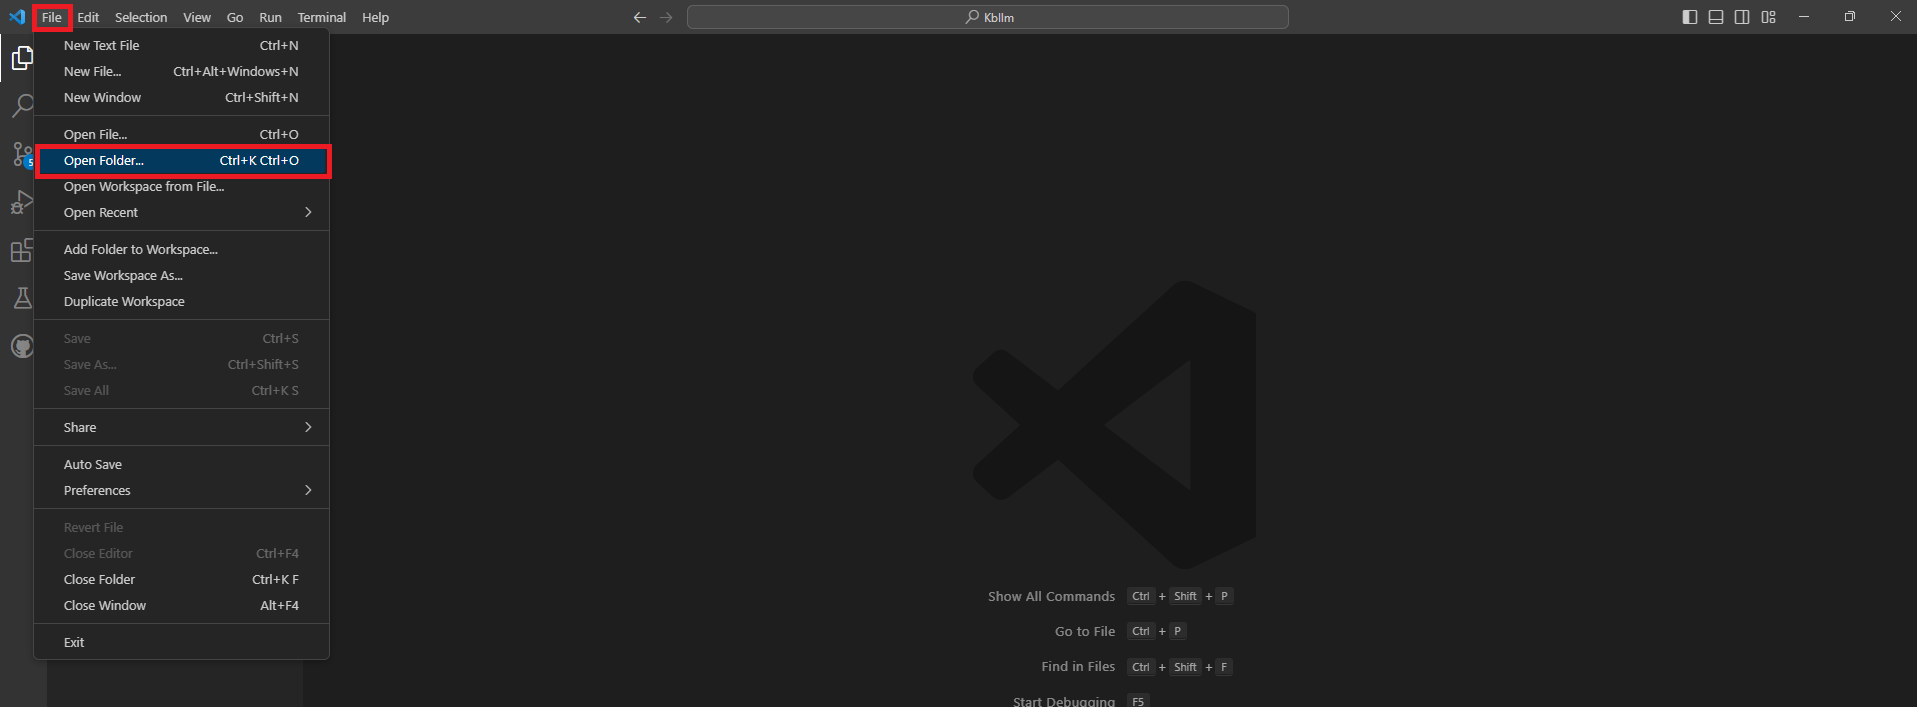 File Edit Selection View Go Run Terminal Help
Kbllm
New Text File Ctrl+N
New File... Ctrl+Alt+Windows+N
New Window Ctrl+Shift+N
Open File... Ctrl+O
Open Folder... Ctrl+K Ctrl+O
5
Open Workspace from File...
Open Recent
Add Folder to Workspace...
Save Workspace As...
Duplicate Workspace
Save Ctrl+S
Save As... Ctrl+Shift+S
Save All Ctrl+K S
Share
Auto Save
Preferences
Revert File
Close Editor Ctrl+F4
Close Folder Ctrl+K F
Close Window Alt+F4
Exit
Show All Commands Ctrl + Shift + P
Go to File Ctrl + P
Find in Files Ctrl + Shift + F
Start Debugging F5